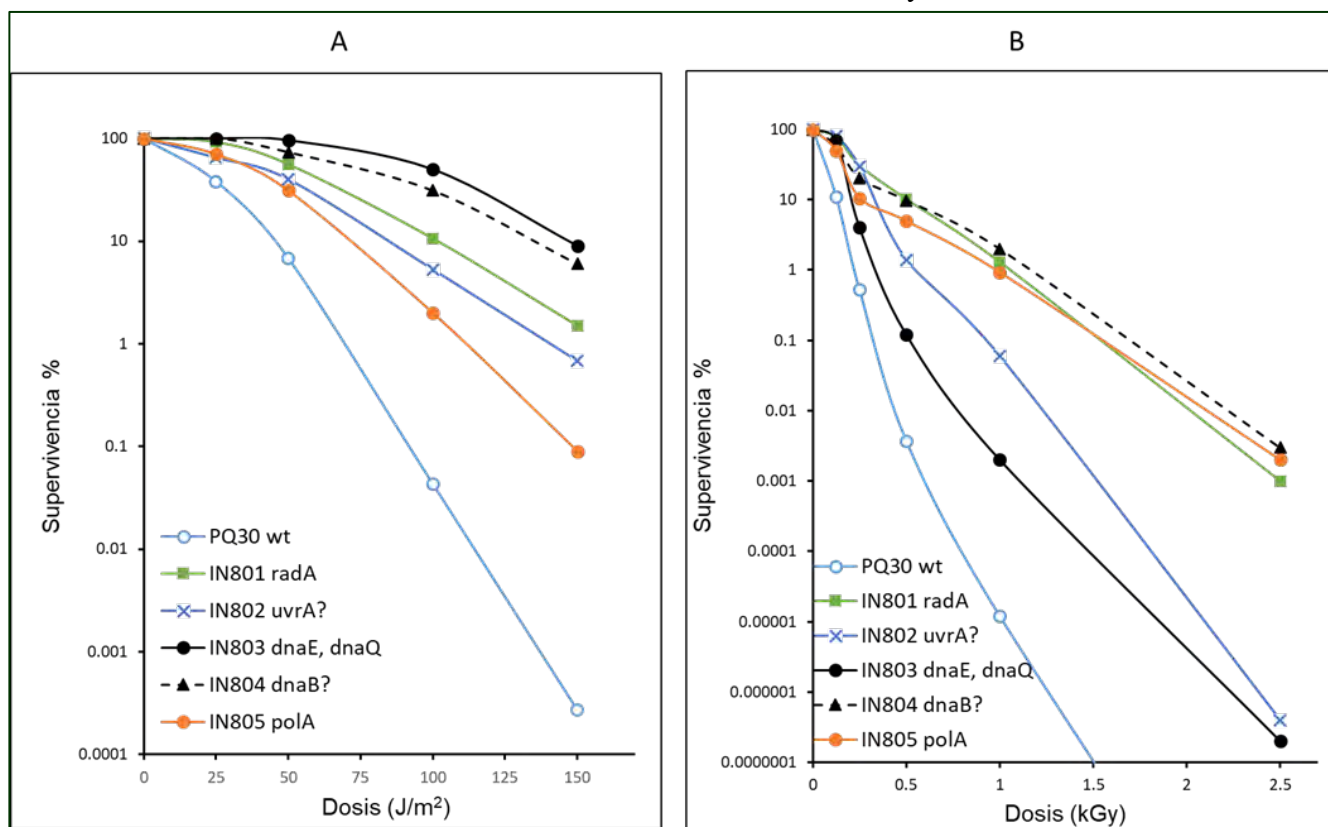 A
100
10
1
0.1
0.01
0.001
0.0001
Supervivencia %
PQ30 wt
IN801 radA
IN802 uvrA?
IN803 dnaE, dnaQ
IN804 dnaB?
IN805 polA
0 25 50 75 100 125 150
Dosis (J/m²)
B
100
10
1
0.1
0.01
0.001
0.0001
0.00001
0.000001
0.0000001
Supervivencia %
PQ30 wt
IN801 radA
IN802 uvrA?
IN803 dnaE, dnaQ
IN804 dnaB?
IN805 polA
0 0.5 1 1.5 2 2.5
Dosis (kGy)